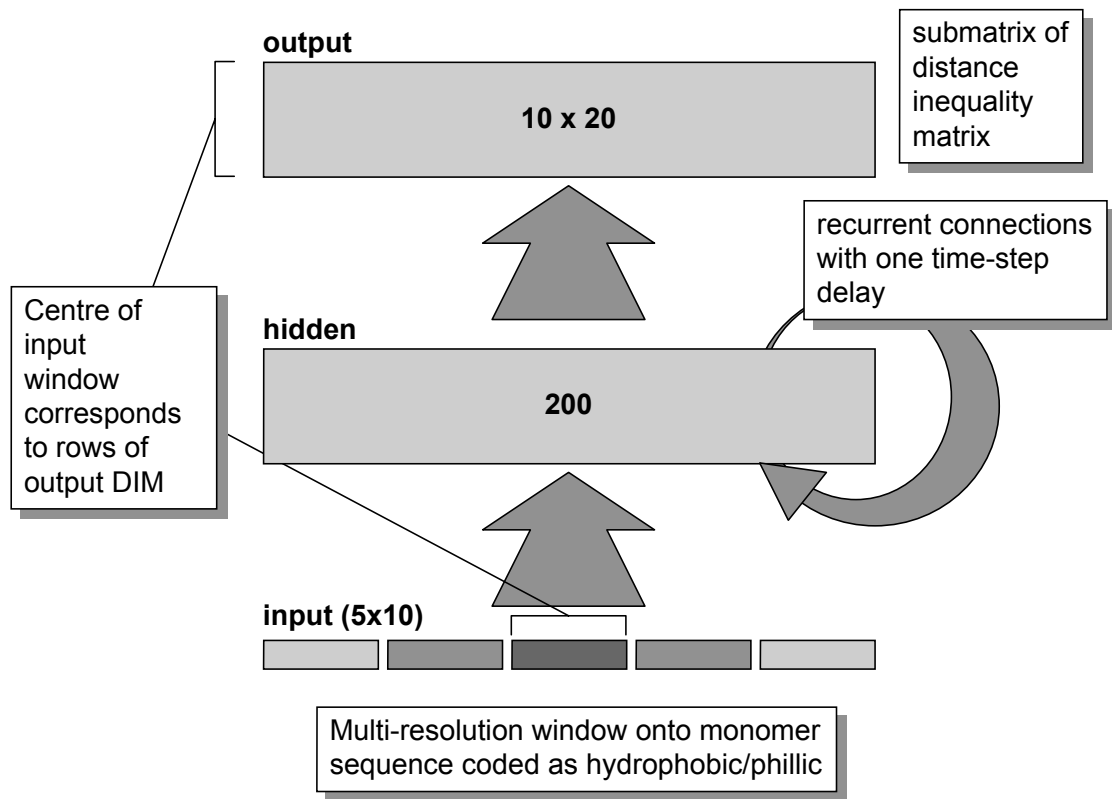 output
10 x 20
submatrix of
distance
inequality
matrix
recurrent connections
with one time-step
delay
Centre of
input
window
corresponds
to rows of
output DIM
hidden
200
input (5x10)
Multi-resolution window onto monomer
sequence coded as hydrophobic/phillic